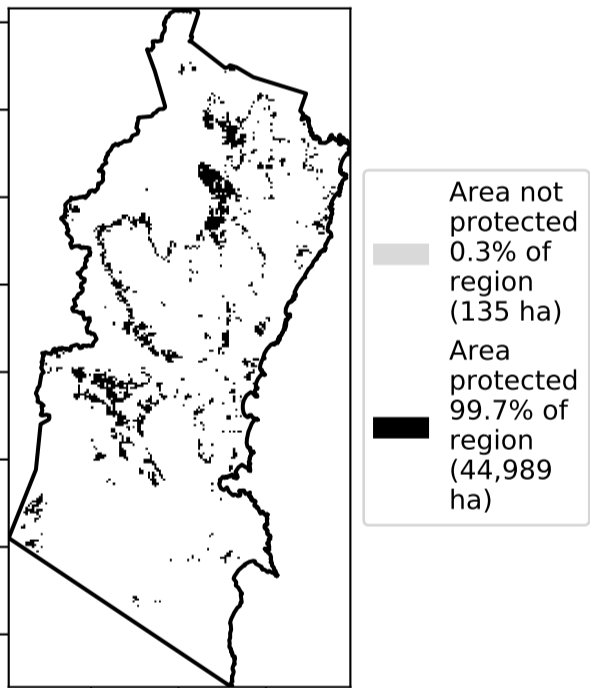 Area not
protected
0.3% of
region
(135 ha)
Area
protected
99.7% of
region
(44,989
ha)